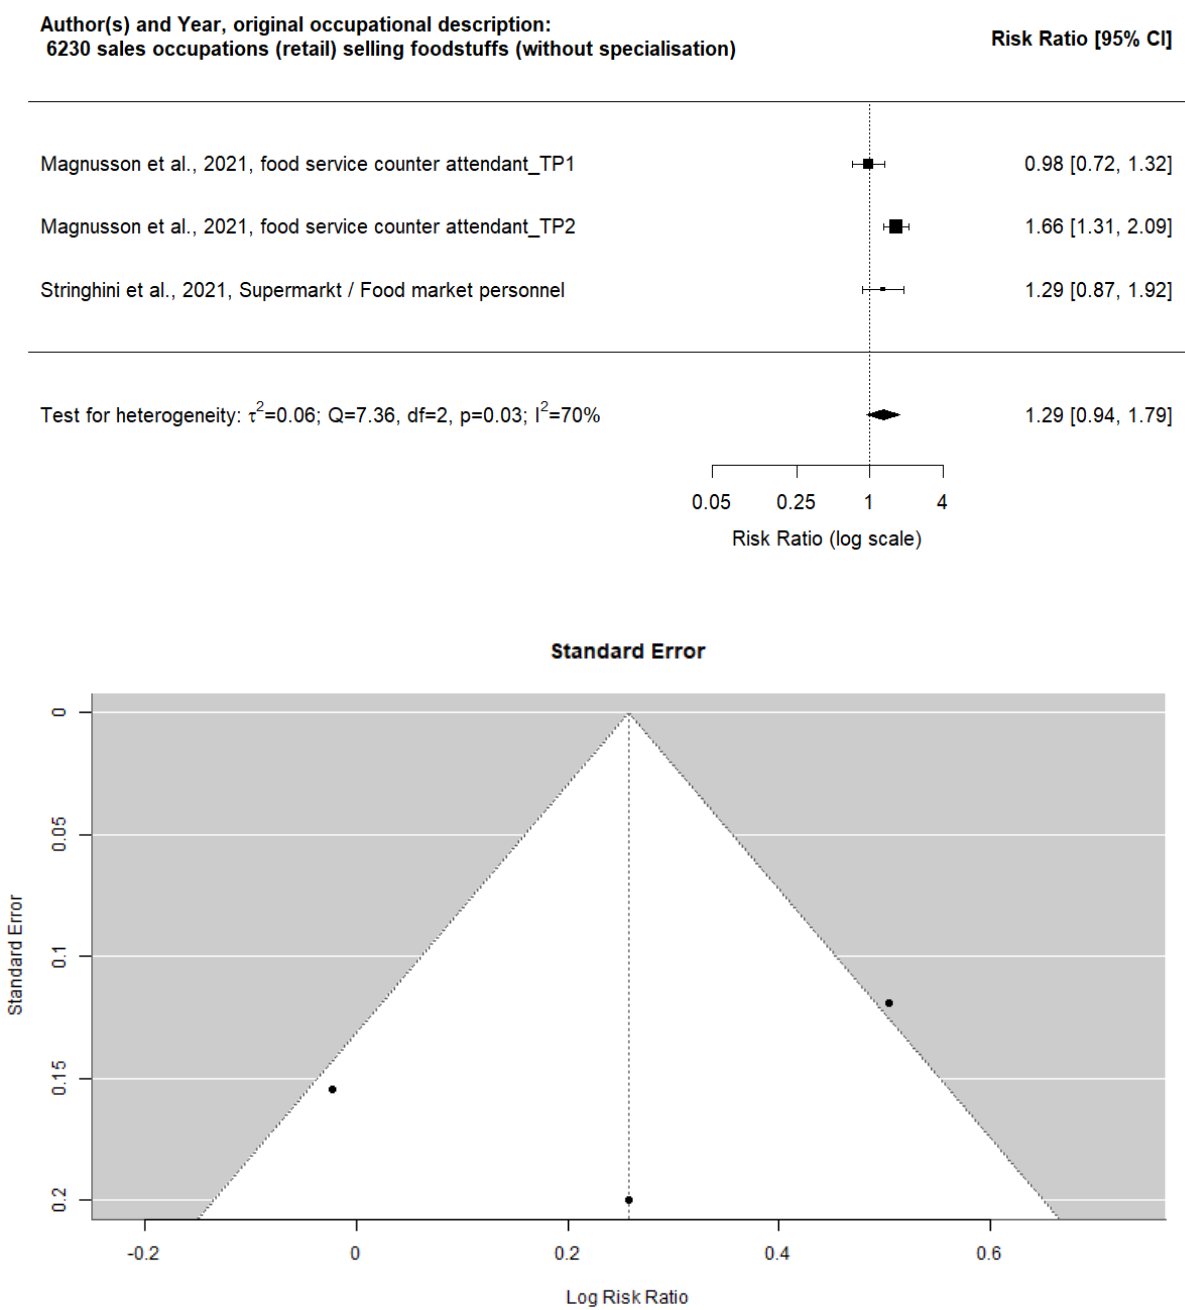 Author(s) and Year, original occupational description:
6230 sales occupations (retail) selling foodstuffs (without specialisation)
Risk Ratio [95% CI]
Magnusson et al., 2021, food service counter attendant_TP1 0.98 [0.72, 1.32]
Magnusson et al., 2021, food service counter attendant_TP2 1.66 [1.31, 2.09]
Stringhini et al., 2021, Supermarkt / Food market personnel 1.29 [0.87, 1.92]
Test for heterogeneity: τ²=0.06; Q=7.36, df=2, p=0.03; I²=70% 1.29 [0.94, 1.79]
0.05 0.25 1 4
Risk Ratio (log scale)
Standard Error
Standard Error
0
0.05
0.1
0.15
0.2
-0.2 0 0.2 0.4 0.6
Log Risk Ratio